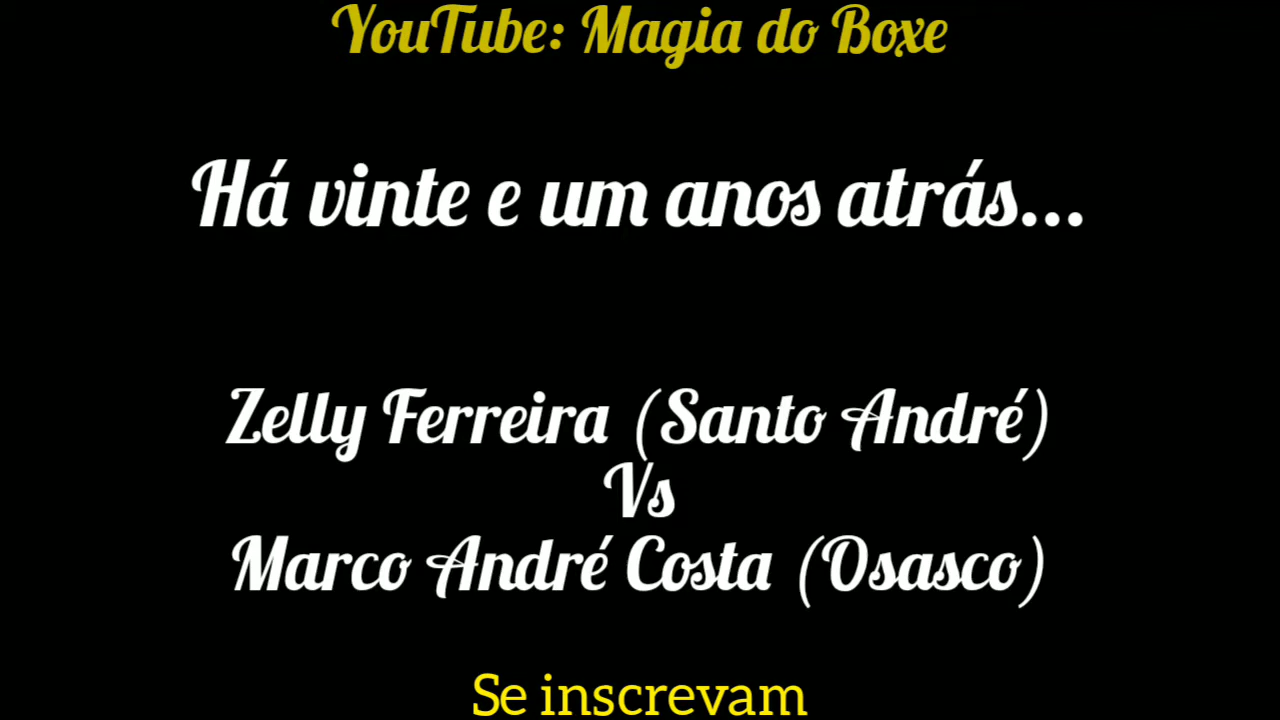 YouTube: Magia do Boxe
Há vinte e um anos atrás...
Zelly Ferreira (Santo André)
Vs
Marco André Costa (Osasco)
Se inscrevam